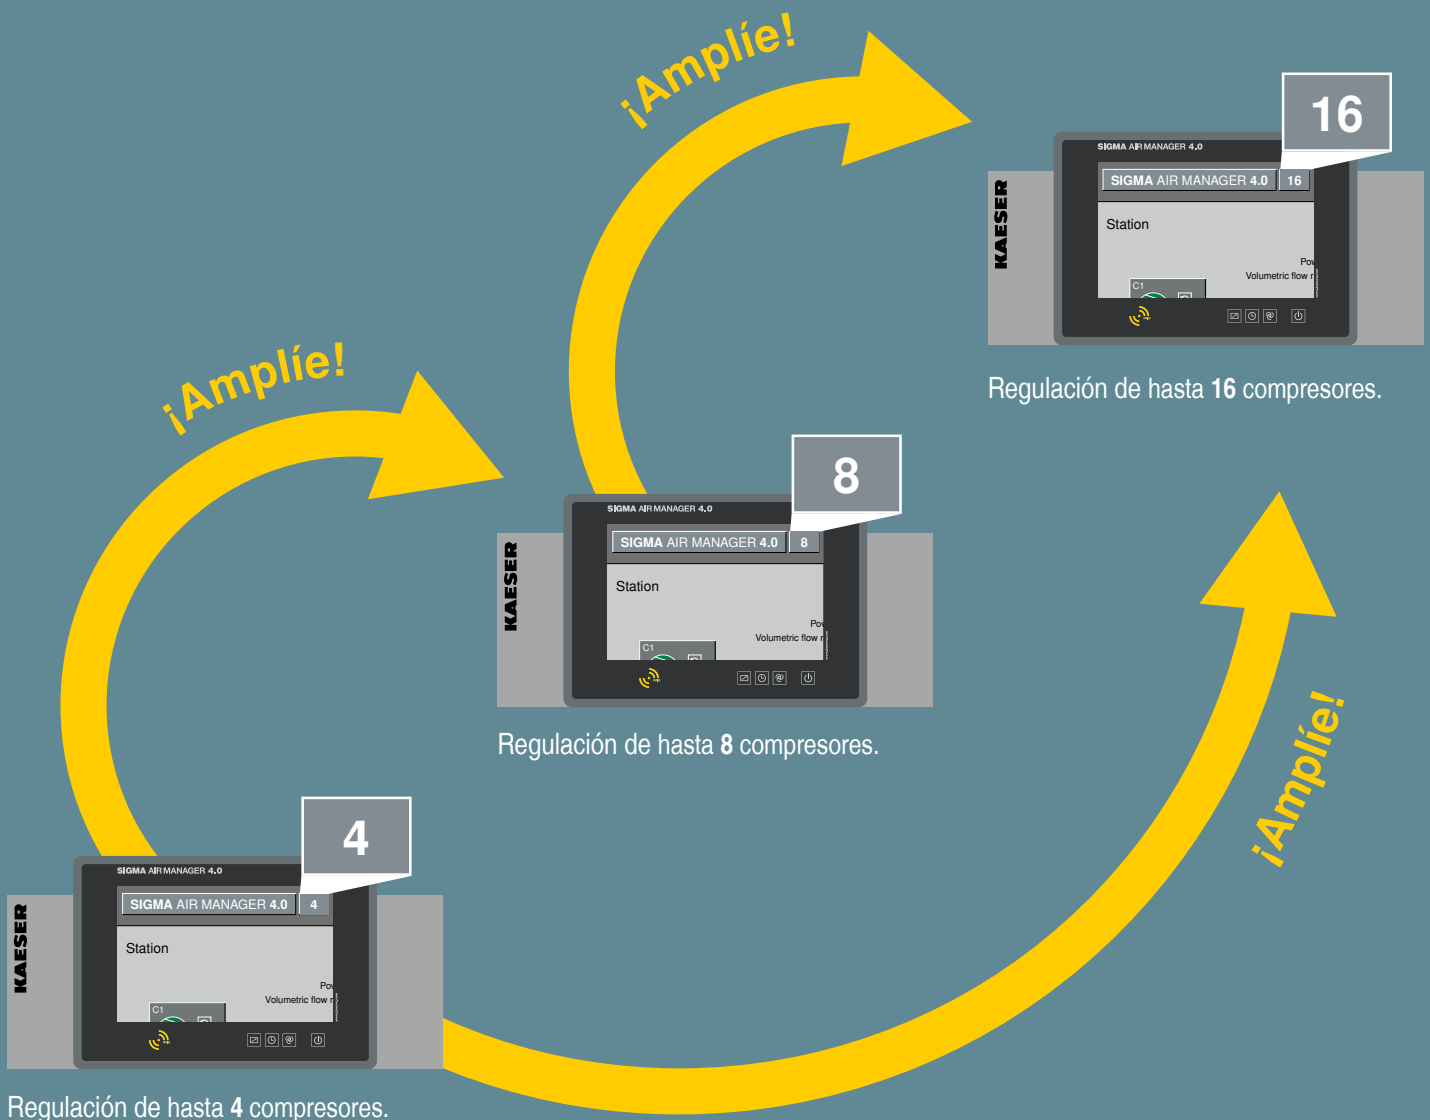 ¡Amplíe!
16
SIGMA AIR MANAGER 4.0
SIGMA AIR MANAGER 4.0 16
KAESER
Station
Volumetric flow
C1
Regulación de hasta 16 compresores.
¡Amplíe!
8
SIGMA AIR MANAGER 4.0
SIGMA AIR MANAGER 4.0 8
KAESER
Station
Volumetric flow
C1
Regulación de hasta 8 compresores.
¡Amplíe!
4
SIGMA AIR MANAGER 4.0
SIGMA AIR MANAGER 4.0 4
KAESER
Station
Volumetric flow
C1
Regulación de hasta 4 compresores.